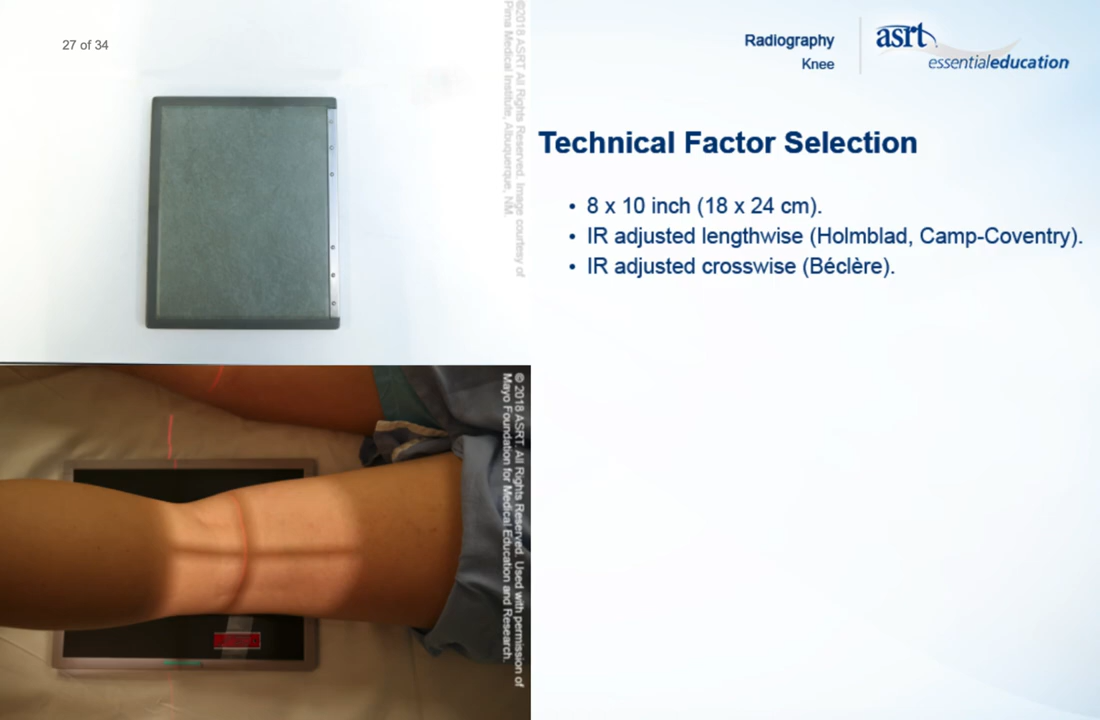 27 of 34
©2018 ASRT. All Rights Reserved. Image courtesy of
Pima Medical Institute, Albuquerque, NM.
© 2018 ASRT. All Rights Reserved. Used with permission of
Mayo Foundation for Medical Education and Research.
Radiography
Knee
asrt
essentialeducation
Technical Factor Selection
• 8 x 10 inch (18 x 24 cm).
• IR adjusted lengthwise (Holmblad, Camp-Coventry).
• IR adjusted crosswise (Béclère).